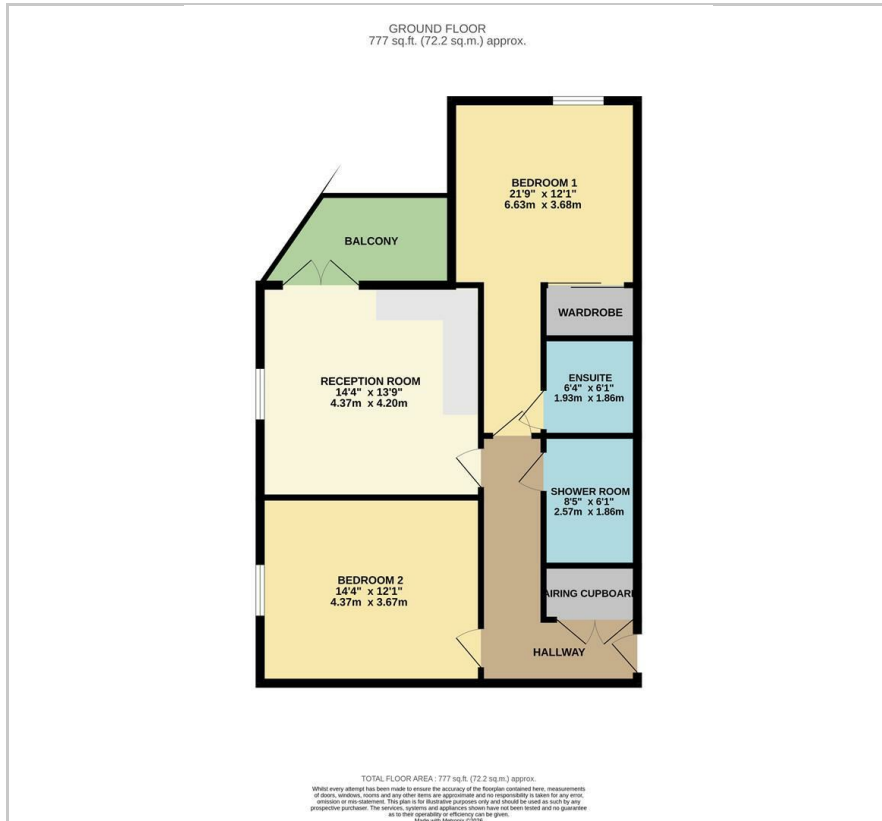 GROUND FLOOR
777 sq.ft. (72.2 sq.m.) approx.
BEDROOM 1
21'9" x 12'1"
6.63m x 3.68m
BALCONY
WARDROBE
RECEPTION ROOM
14'4" x 13'9"
4.37m x 4.20m
ENSUITE
6'4" x 6'1"
1.93m x 1.86m
SHOWER ROOM
8'5" x 6'1"
2.57m x 1.86m
BEDROOM 2
14'4" x 12'1"
4.37m x 3.67m
AIRING CUPBOARD
HALLWAY
TOTAL FLOOR AREA : 777 sq.ft. (72.2 sq.m.) approx.
Whilst every attempt has been made to ensure the accuracy of the floorplan contained here, measurements
of doors, windows, rooms and any other items are approximate and no responsibility is taken for any error,
omission or mis-statement. This plan is for illustrative purposes only and should be used as such by any
prospective purchaser. The services, systems and appliances shown have not been tested and no guarantee
as to their operability or efficiency can be given.
Made with Metropix ©2026